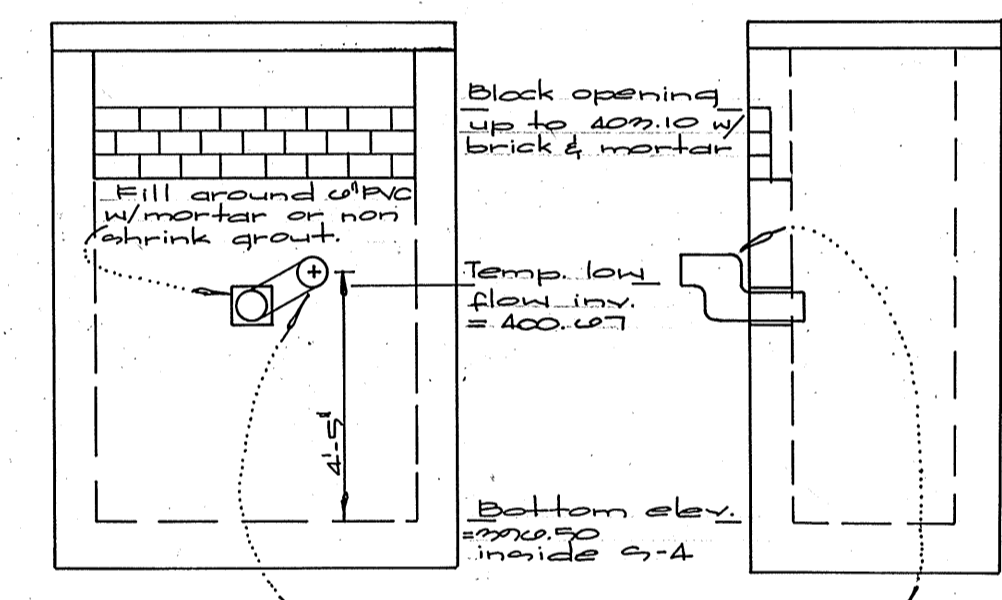 Block opening
up to 403.10 w/
brick & mortar
Fill around 6" PVC
w/mortar or non
shrink grout.
Temp. low
flow inv.
= 400.67
4'-5"
Bottom elev.
=396.50
inside S-4